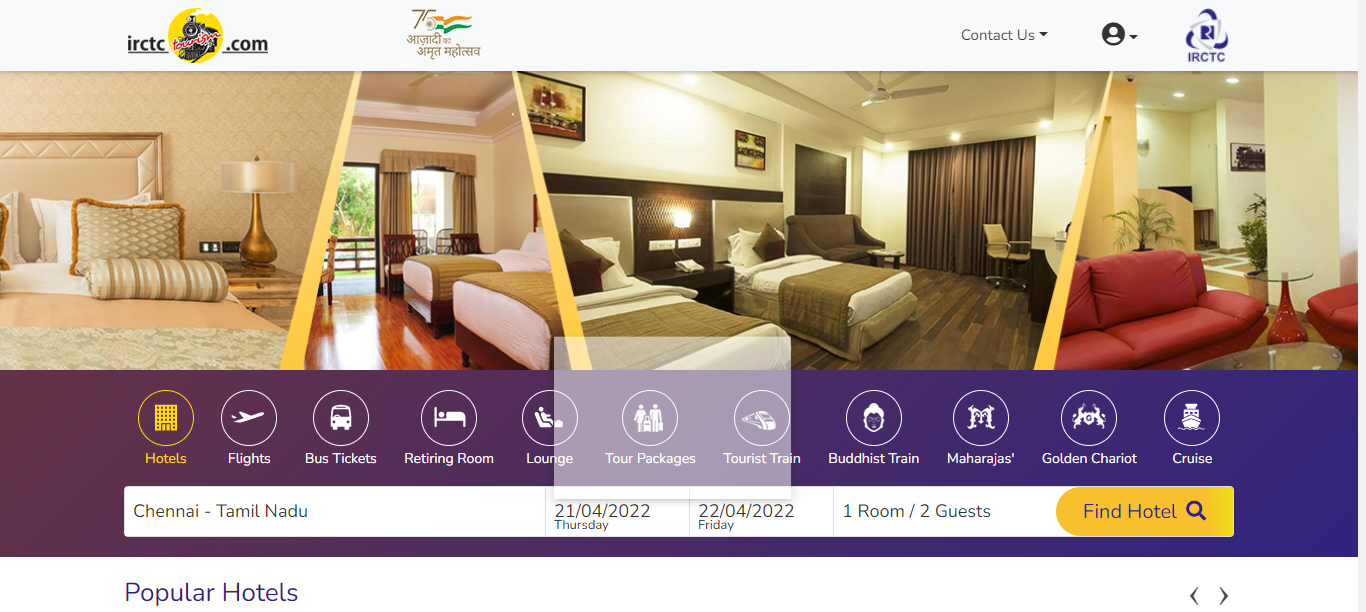 irctc tourism .com
75
आज़ादी का
अमृत महोत्सव
Contact Us
IRCTC
Hotels
Flights
Bus Tickets
Retiring Room
Lounge
Tour Packages
Tourist Train
Buddhist Train
Maharajas'
Golden Chariot
Cruise
Chennai - Tamil Nadu
21/04/2022
Thursday
22/04/2022
Friday
1 Room / 2 Guests
Find Hotel
Popular Hotels